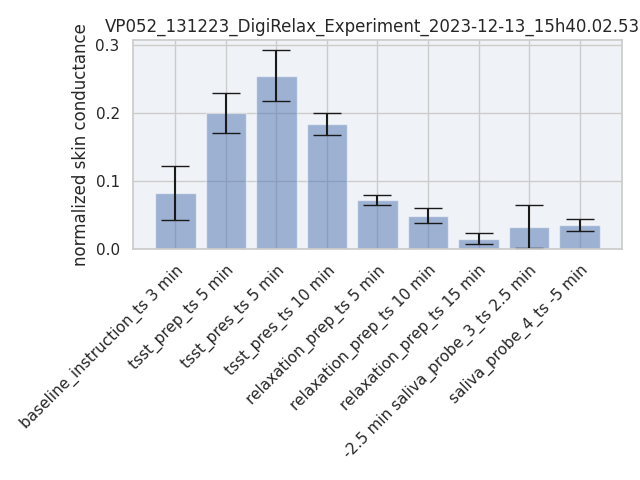 VP052_131223_DigiRelax_Experiment_2023-12-13_15h40.02.53
normalized skin conductance
0.3
0.2
0.1
0.0
baseline_instruction_ts 3 min
tsst_prep_ts 5 min
tsst_pres_ts 5 min
tsst_pres_ts 10 min
relaxation_prep_ts 5 min
relaxation_prep_ts 10 min
relaxation_prep_ts 15 min
-2.5 min saliva_probe_3_ts 2.5 min
saliva_probe_4_ts -5 min